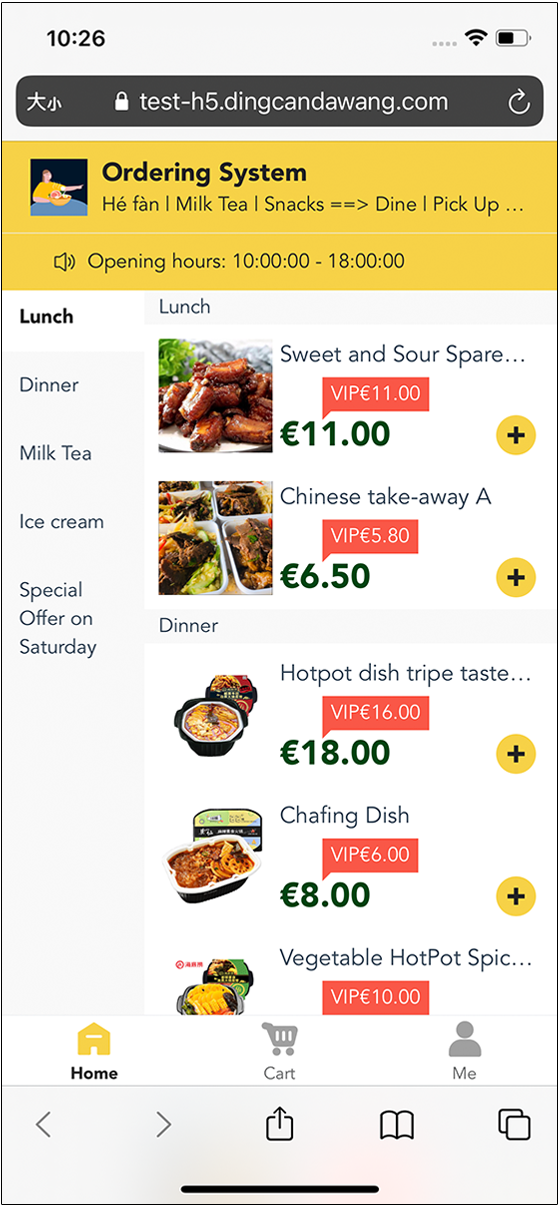 10:26
大小 test-h5.dingcandawang.com
Ordering System
Hé fàn | Milk Tea | Snacks ==> Dine | Pick Up ...
Opening hours: 10:00:00 - 18:00:00
Lunch
Dinner
Milk Tea
Ice cream
Special
Offer on
Saturday
Lunch
Sweet and Sour Spare...
VIP€11.00
€11.00
Chinese take-away A
VIP€5.80
€6.50
Dinner
Hotpot dish tripe taste...
VIP€16.00
€18.00
Chafing Dish
VIP€6.00
€8.00
Vegetable HotPot Spic...
VIP€10.00
Home
Cart
Me